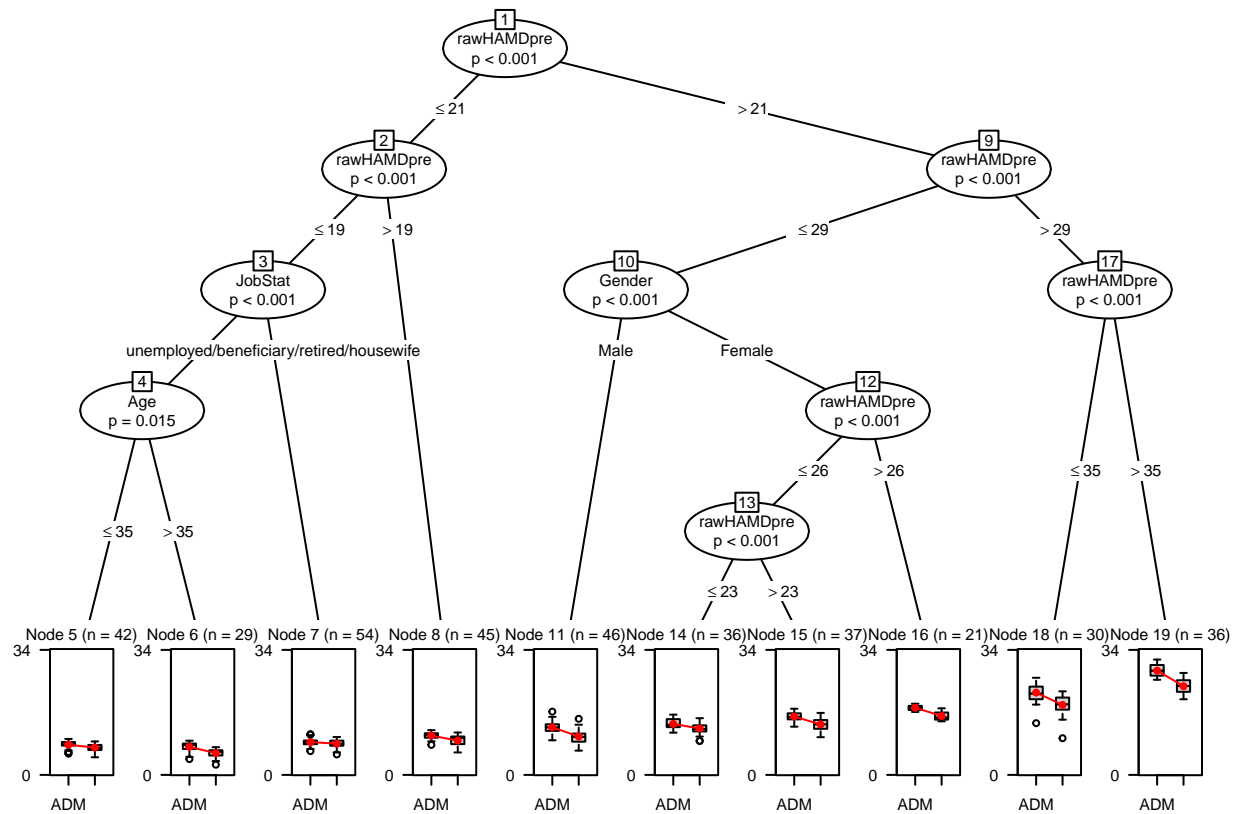 1
rawHAMDpre
p < 0.001
≤ 21
> 21
2
rawHAMDpre
p < 0.001
9
rawHAMDpre
p < 0.001
≤ 19
> 19
≤ 29
> 29
3
JobStat
p < 0.001
10
Gender
p < 0.001
17
rawHAMDpre
p < 0.001
unemployed/beneficiary/retired/housewife
Male
Female
4
Age
p = 0.015
12
rawHAMDpre
p < 0.001
≤ 26
> 26
≤ 35
> 35
13
rawHAMDpre
p < 0.001
≤ 35
> 35
≤ 23
> 23
Node 5 (n = 42)
Node 6 (n = 29)
Node 7 (n = 54)
Node 8 (n = 45)
Node 11 (n = 46)
Node 14 (n = 36)
Node 15 (n = 37)
Node 16 (n = 21)
Node 18 (n = 30)
Node 19 (n = 36)
34
34
34
34
34
34
34
34
34
34
0
0
0
0
0
0
0
0
0
0
ADM
ADM
ADM
ADM
ADM
ADM
ADM
ADM
ADM
ADM